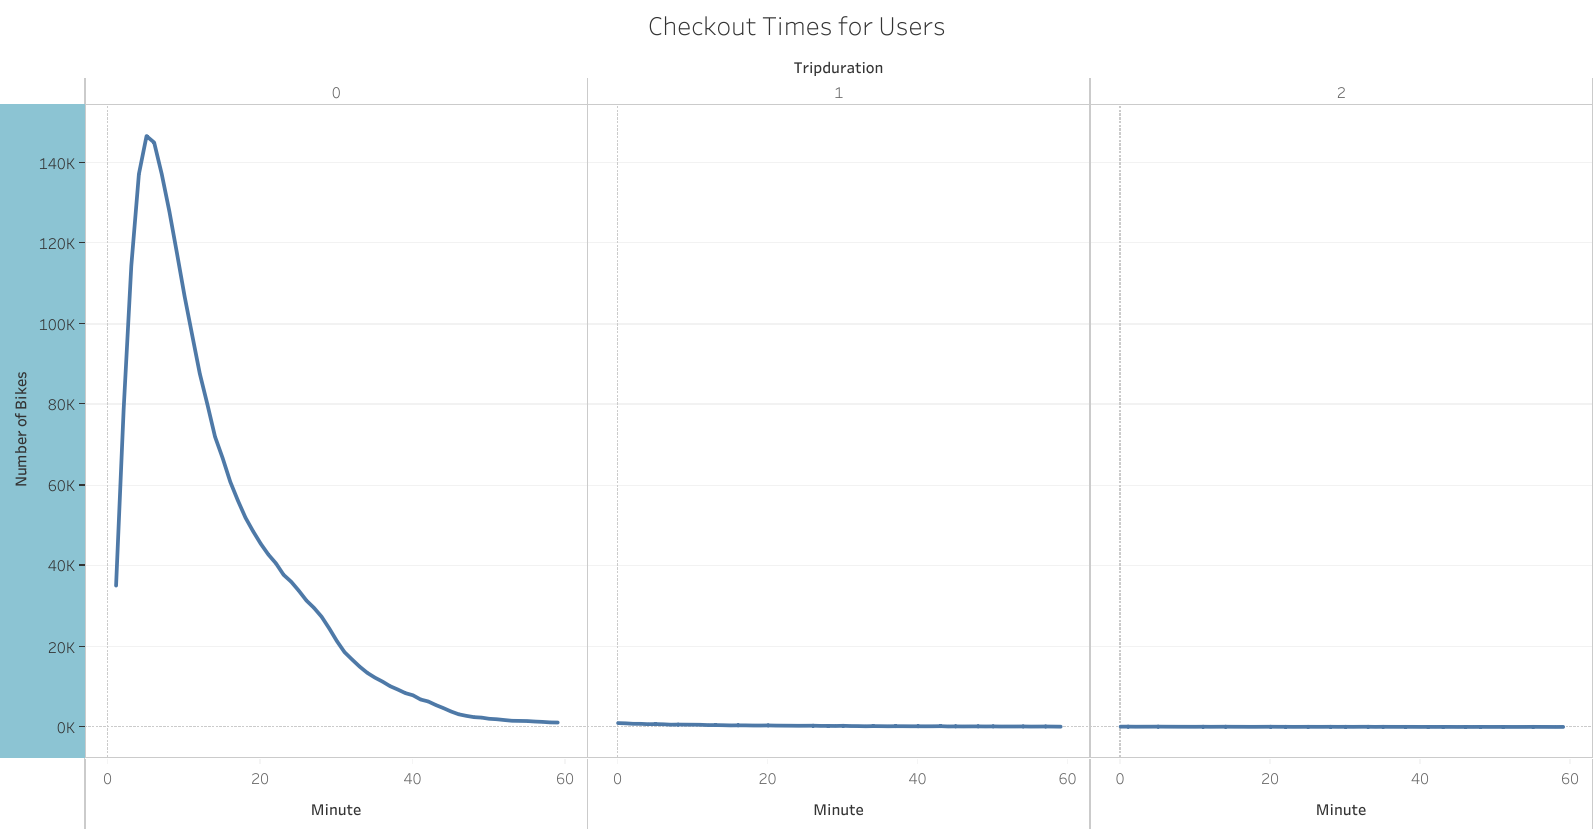 Checkout Times for Users
Tripduration
0 1 2
Number of Bikes
140K
120K
100K
80K
60K
40K
20K
0K
0 20 40 60 0 20 40 60 0 20 40 60
Minute Minute Minute